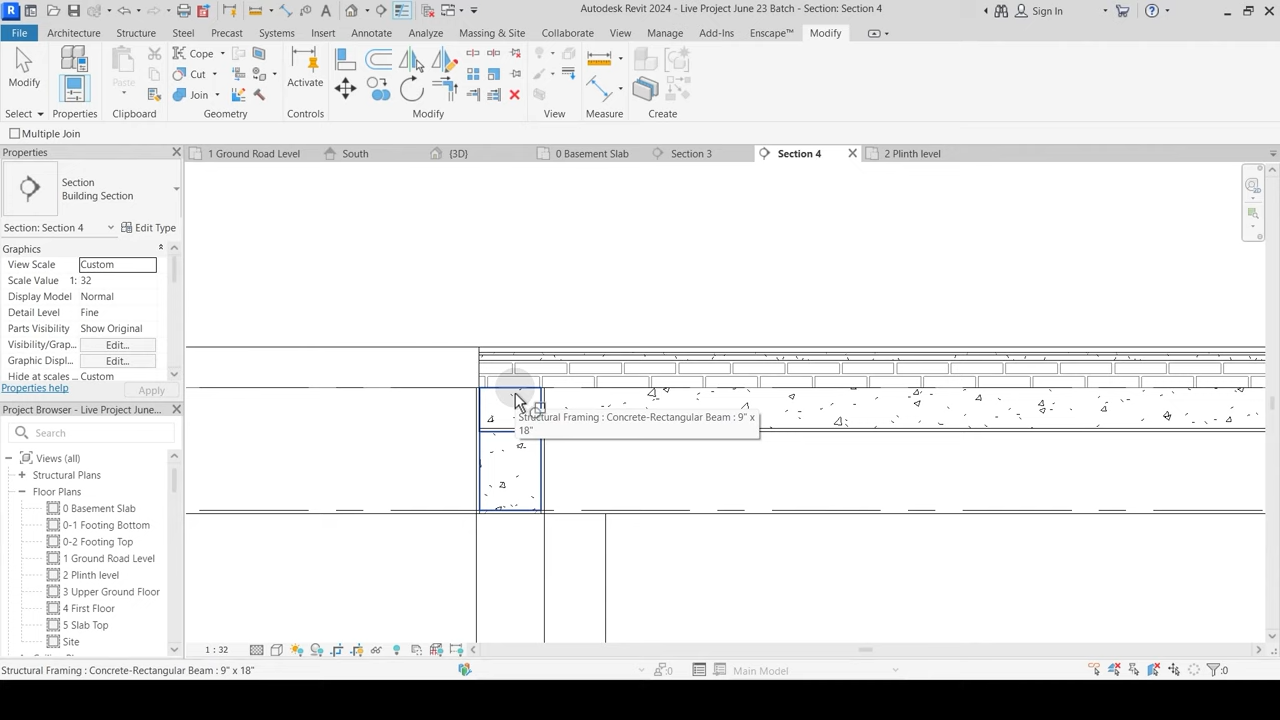 Autodesk Revit 2024 - Live Project June 23 Batch - Section: Section 4
Sign In
File Architecture Structure Steel Precast Systems Insert Annotate Analyze Massing & Site Collaborate View Manage Add-Ins Enscape™ Modify
Modify
Paste
Cope
Cut
Join
Activate
Select Properties Clipboard Geometry Controls Modify View Measure Create
Multiple Join
Properties
1 Ground Road Level South {3D} 0 Basement Slab Section 3 Section 4 2 Plinth level
Section
Building Section
Section: Section 4 Edit Type
Graphics
View Scale Custom
Scale Value 1: 32
Display Model Normal
Detail Level Fine
Parts Visibility Show Original
Visibility/Grap... Edit...
Graphic Displ... Edit...
Hide at scales ... Custom
Properties help Apply
Project Browser - Live Project June...
Search
Views (all)
Structural Plans
Floor Plans
0 Basement Slab
0-1 Footing Bottom
0-2 Footing Top
1 Ground Road Level
2 Plinth level
3 Upper Ground Floor
4 First Floor
5 Slab Top
Site
Structural Framing : Concrete-Rectangular Beam : 9" x
18"
1 : 32
Structural Framing : Concrete-Rectangular Beam : 9" x 18"
:0
Main Model
:0